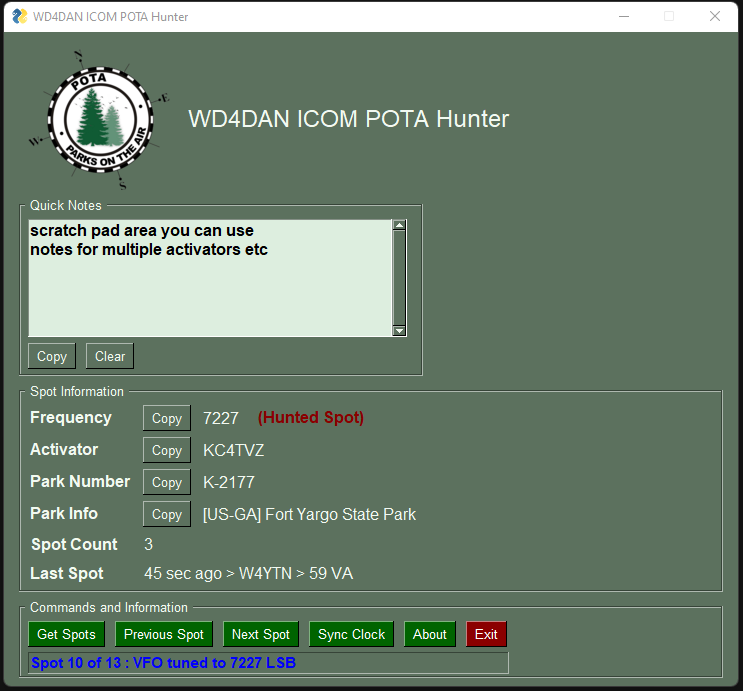 WD4DAN ICOM POTA Hunter
N
POTA
E
W
PARKS ON THE AIR
S
WD4DAN ICOM POTA Hunter
Quick Notes
scratch pad area you can use
notes for multiple activators etc
Copy Clear
Spot Information
Frequency Copy 7227 (Hunted Spot)
Activator Copy KC4TVZ
Park Number Copy K-2177
Park Info Copy [US-GA] Fort Yargo State Park
Spot Count 3
Last Spot 45 sec ago > W4YTN > 59 VA
Commands and Information
Get Spots Previous Spot Next Spot Sync Clock About Exit
Spot 10 of 13 : VFO tuned to 7227 LSB